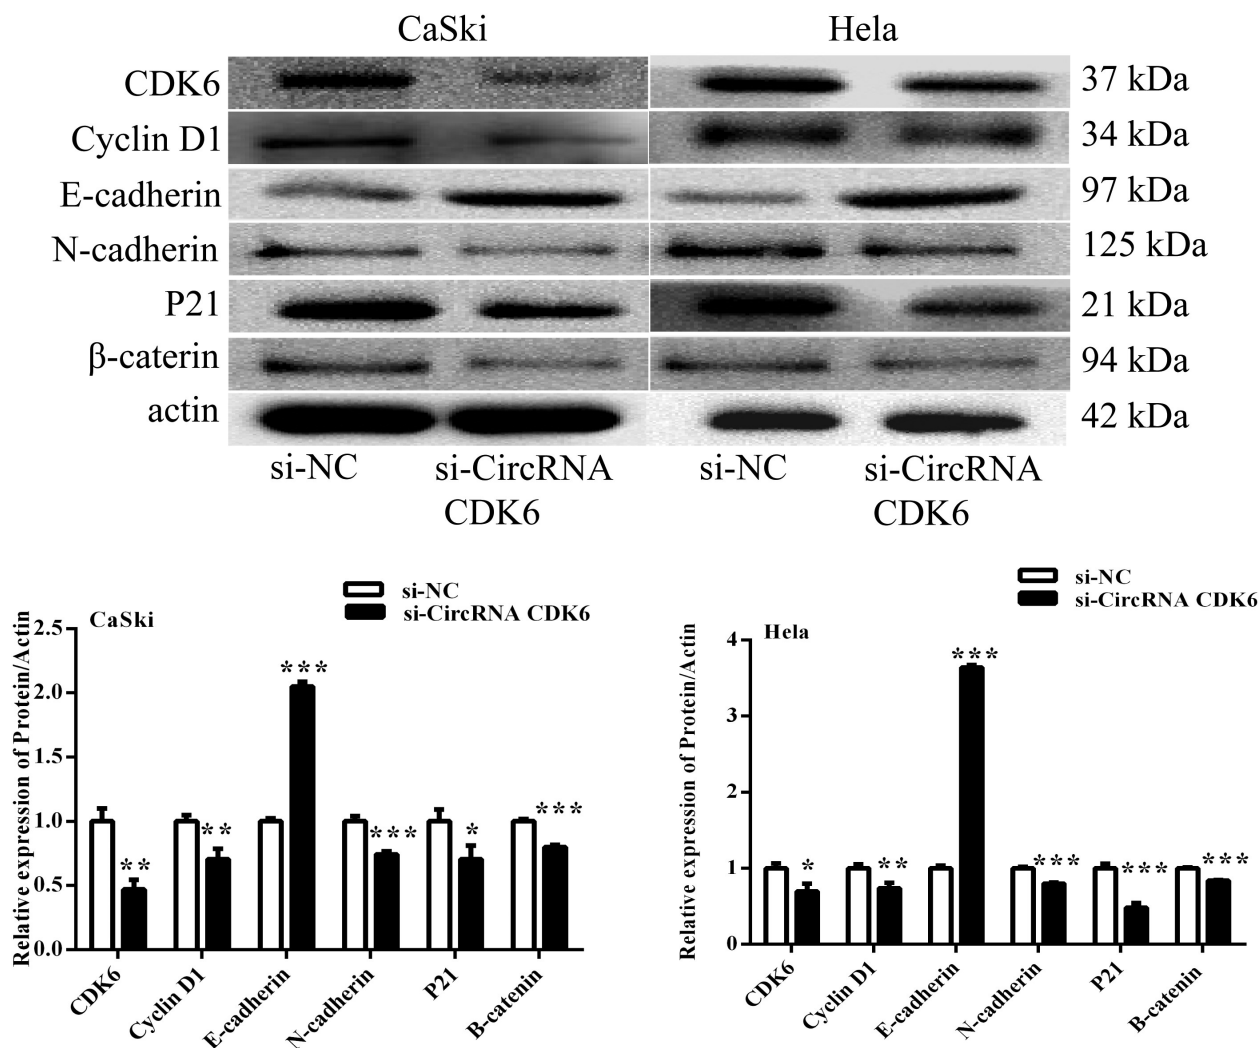 CaSki Hela
CDK6 37 kDa
Cyclin D1 34 kDa
E-cadherin 97 kDa
N-cadherin 125 kDa
P21 21 kDa
β-caterin 94 kDa
actin 42 kDa
si-NC si-CircRNA CDK6 si-NC si-CircRNA CDK6
si-NC
si-CircRNA CDK6
CaSki
Relative expression of Protein/Actin
2.5
2.0
1.5
1.0
0.5
0.0
** ** *** *** * ***
CDK6 Cyclin D1 E-cadherin N-cadherin P21 B-catenin
si-NC
si-CircRNA CDK6
Hela
Relative expression of Protein/Actin
4
3
2
1
0
* ** *** *** *** ***
CDK6 Cyclin D1 E-cadherin N-cadherin P21 B-catenin